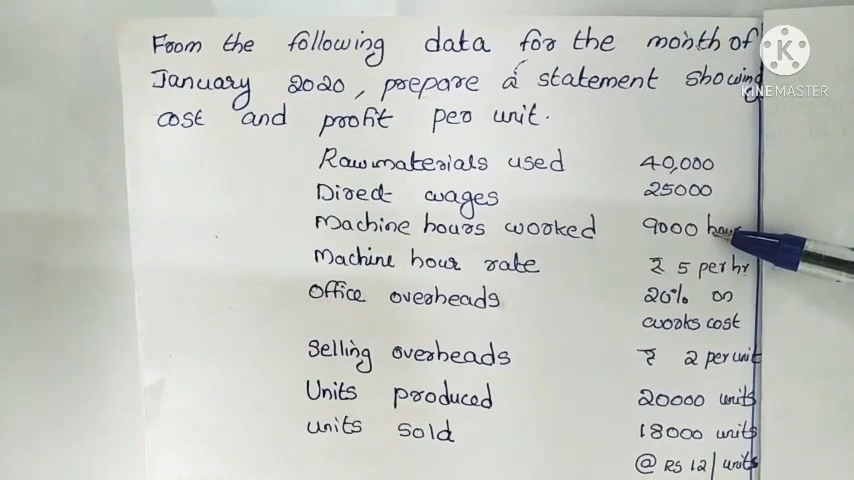 From the following data for the month of
January 2020, prepare a statement showing
cost and profit per unit.
KINEMASTER
Raw materials used 40,000
Direct wages 25000
Machine hours worked 9000 hour
Machine hour rate ₹ 5 per hr
Office overheads 20% on
works cost
Selling overheads ₹ 2 per unit
Units produced 20000 units
units sold 18000 units
@ RS 12/units